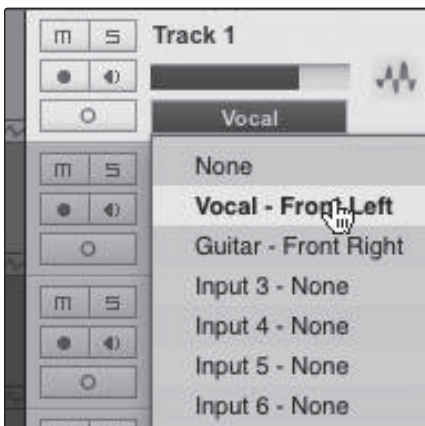 m S Track 1
Vocal
None
m S Vocal - Front Left
Guitar - Front Right
Input 3 - None
m S Input 4 - None
Input 5 - None
Input 6 - None